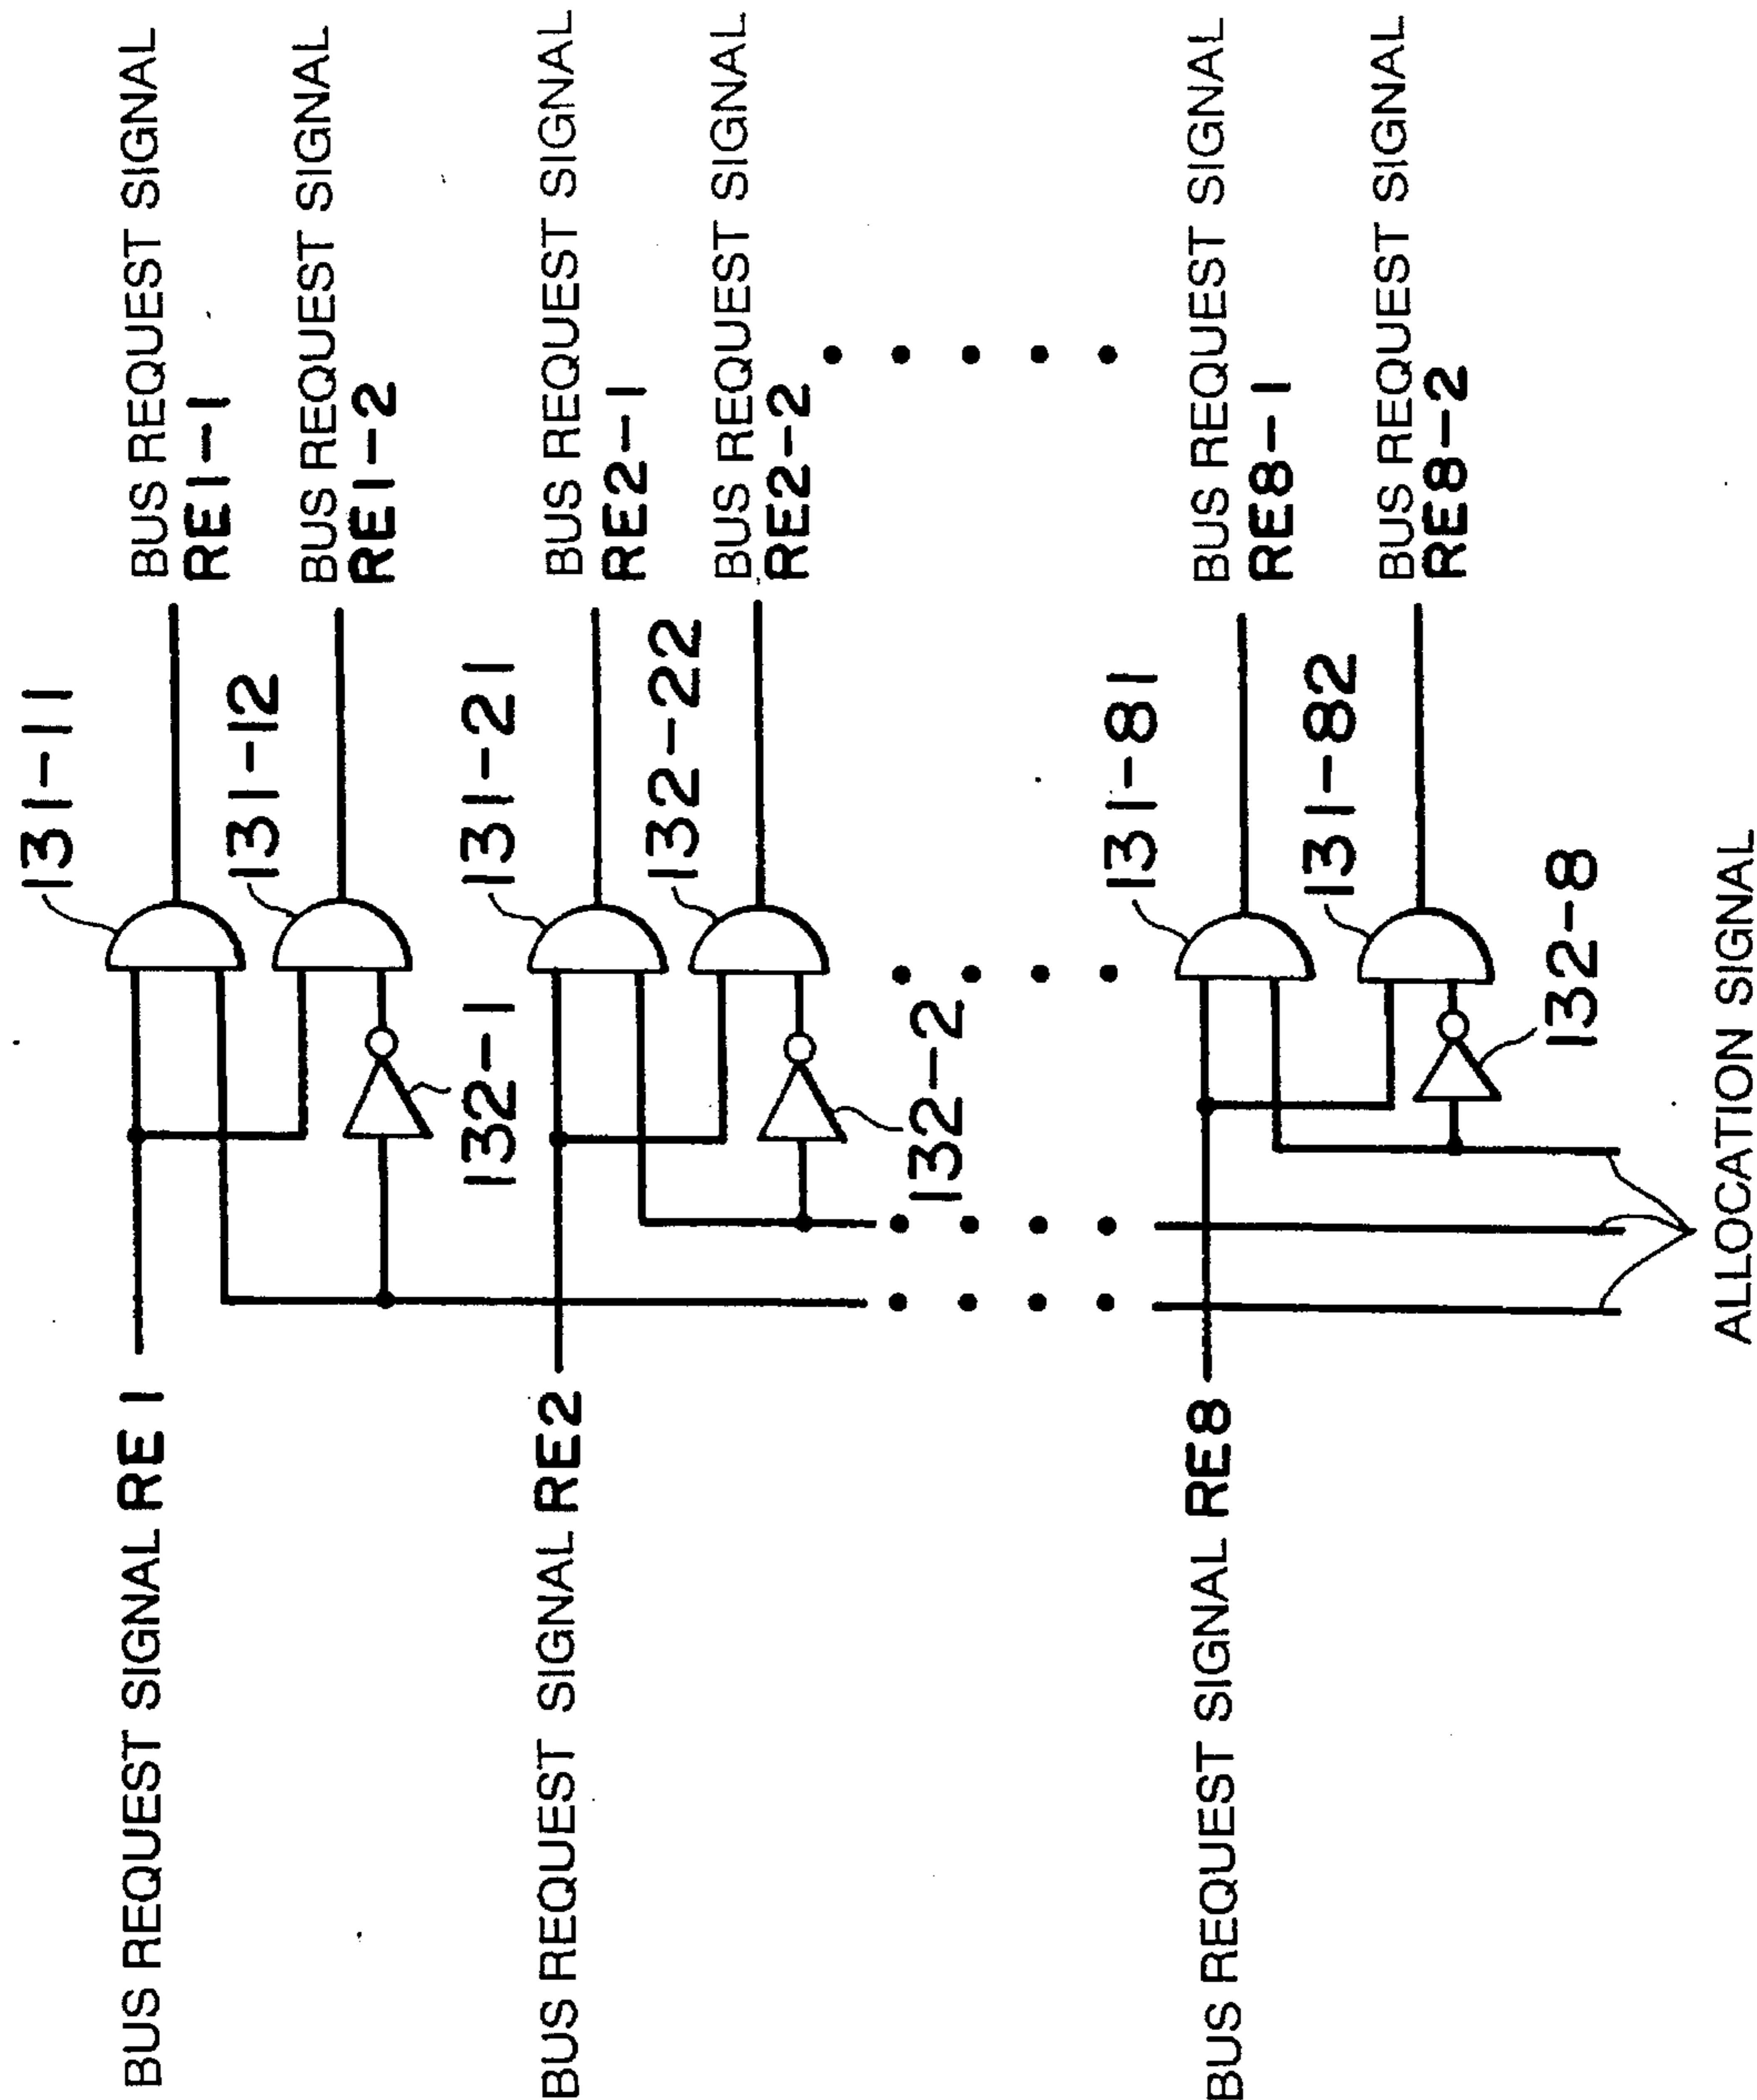 BUS REQUEST SIGNAL RE 1
131-11
BUS REQUEST SIGNAL
RE1-1
131-12
BUS REQUEST SIGNAL
RE1-2
132-1
BUS REQUEST SIGNAL RE2
131-21
BUS REQUEST SIGNAL
RE2-1
132-22
BUS REQUEST SIGNAL
RE2-2
132-2
BUS REQUEST SIGNAL RE8
131-81
BUS REQUEST SIGNAL
RE8-1
131-82
BUS REQUEST SIGNAL
RE8-2
132-8
ALLOCATION SIGNAL